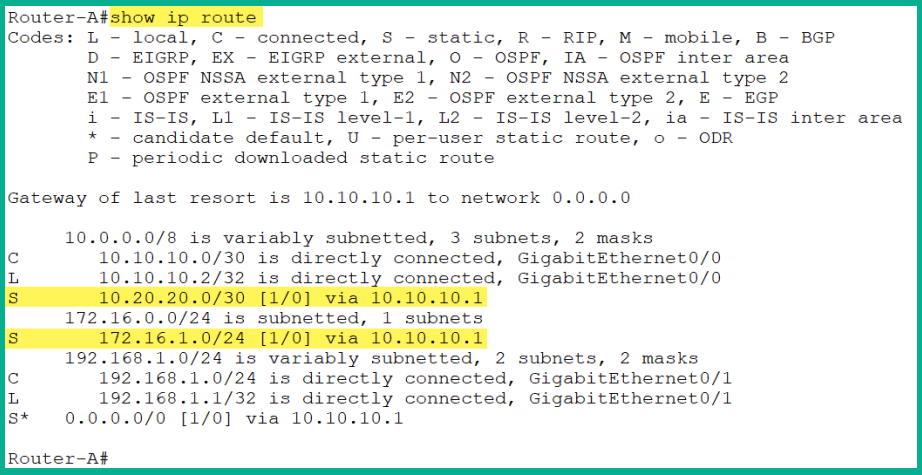 Router-A#show ip route
Codes: L - local, C - connected, S - static, R - RIP, M - mobile, B - BGP
D - EIGRP, EX - EIGRP external, O - OSPF, IA - OSPF inter area
N1 - OSPF NSSA external type 1, N2 - OSPF NSSA external type 2
E1 - OSPF external type 1, E2 - OSPF external type 2, E - EGP
i - IS-IS, L1 - IS-IS level-1, L2 - IS-IS level-2, ia - IS-IS inter area
* - candidate default, U - per-user static route, o - ODR
P - periodic downloaded static route
Gateway of last resort is 10.10.10.1 to network 0.0.0.0
10.0.0.0/8 is variably subnetted, 3 subnets, 2 masks
C 10.10.10.0/30 is directly connected, GigabitEthernet0/0
L 10.10.10.2/32 is directly connected, GigabitEthernet0/0
S 10.20.20.0/30 [1/0] via 10.10.10.1
172.16.0.0/24 is subnetted, 1 subnets
S 172.16.1.0/24 [1/0] via 10.10.10.1
192.168.1.0/24 is variably subnetted, 2 subnets, 2 masks
C 192.168.1.0/24 is directly connected, GigabitEthernet0/1
L 192.168.1.1/32 is directly connected, GigabitEthernet0/1
S* 0.0.0.0/0 [1/0] via 10.10.10.1
Router-A#